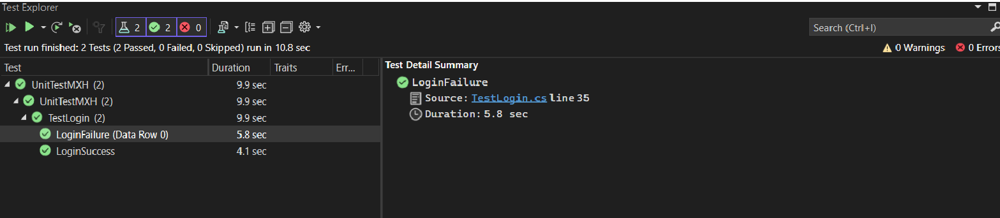 Test Explorer
2 2 0
Search (Ctrl+I)
Test run finished: 2 Tests (2 Passed, 0 Failed, 0 Skipped) run in 10.8 sec
0 Warnings 0 Errors
Test Duration Traits Err...
UnitTestMXH (2) 9.9 sec
UnitTestMXH (2) 9.9 sec
TestLogin (2) 9.9 sec
LoginFailure (Data Row 0) 5.8 sec
LoginSuccess 4.1 sec
Test Detail Summary
LoginFailure
Source: TestLogin.cs line 35
Duration: 5.8 sec